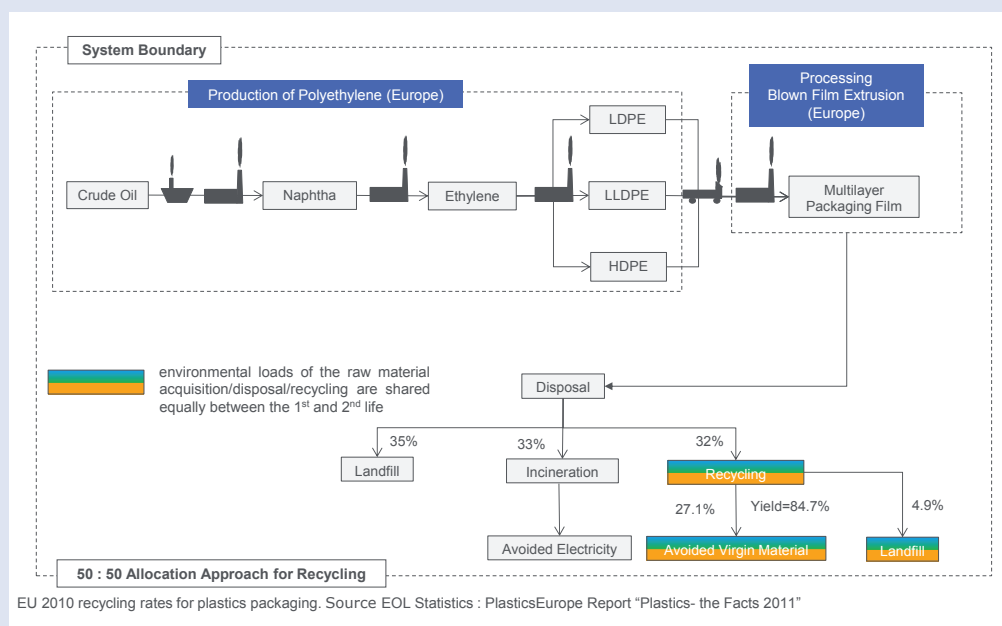 System Boundary
Production of Polyethylene (Europe)
Processing
Blown Film Extrusion
(Europe)
LDPE
Crude Oil
Naphtha
Ethylene
LLDPE
Multilayer
Packaging Film
HDPE
environmental loads of the raw material
acquisition/disposal/recycling are shared
equally between the 1st and 2nd life
Disposal
35%
33%
32%
Landfill
Incineration
Recycling
27.1%
Yield=84.7%
4.9%
Avoided Electricity
Avoided Virgin Material
Landfill
50 : 50 Allocation Approach for Recycling
EU 2010 recycling rates for plastics packaging. Source EOL Statistics : PlasticsEurope Report “Plastics- the Facts 2011”